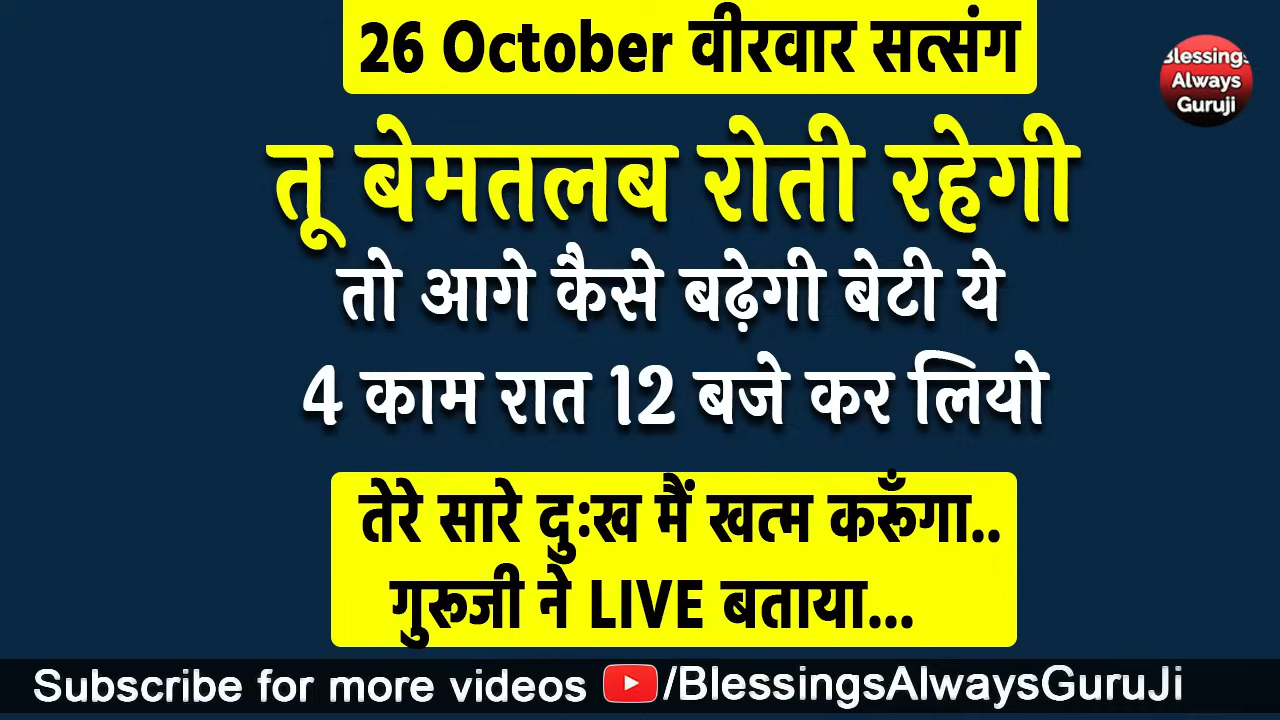 26 October वीरवार सत्संग
Blessings
Always
Guruji
तू बेमतलब रोती रहेगी
तो आगे कैसे बढ़ेगी बेटी ये
4 काम रात 12 बजे कर लियो
तेरे सारे दुःख मैं खत्म करूँगा..
गुरूजी ने LIVE बताया...
Subscribe for more videos /BlessingsAlwaysGuruJi